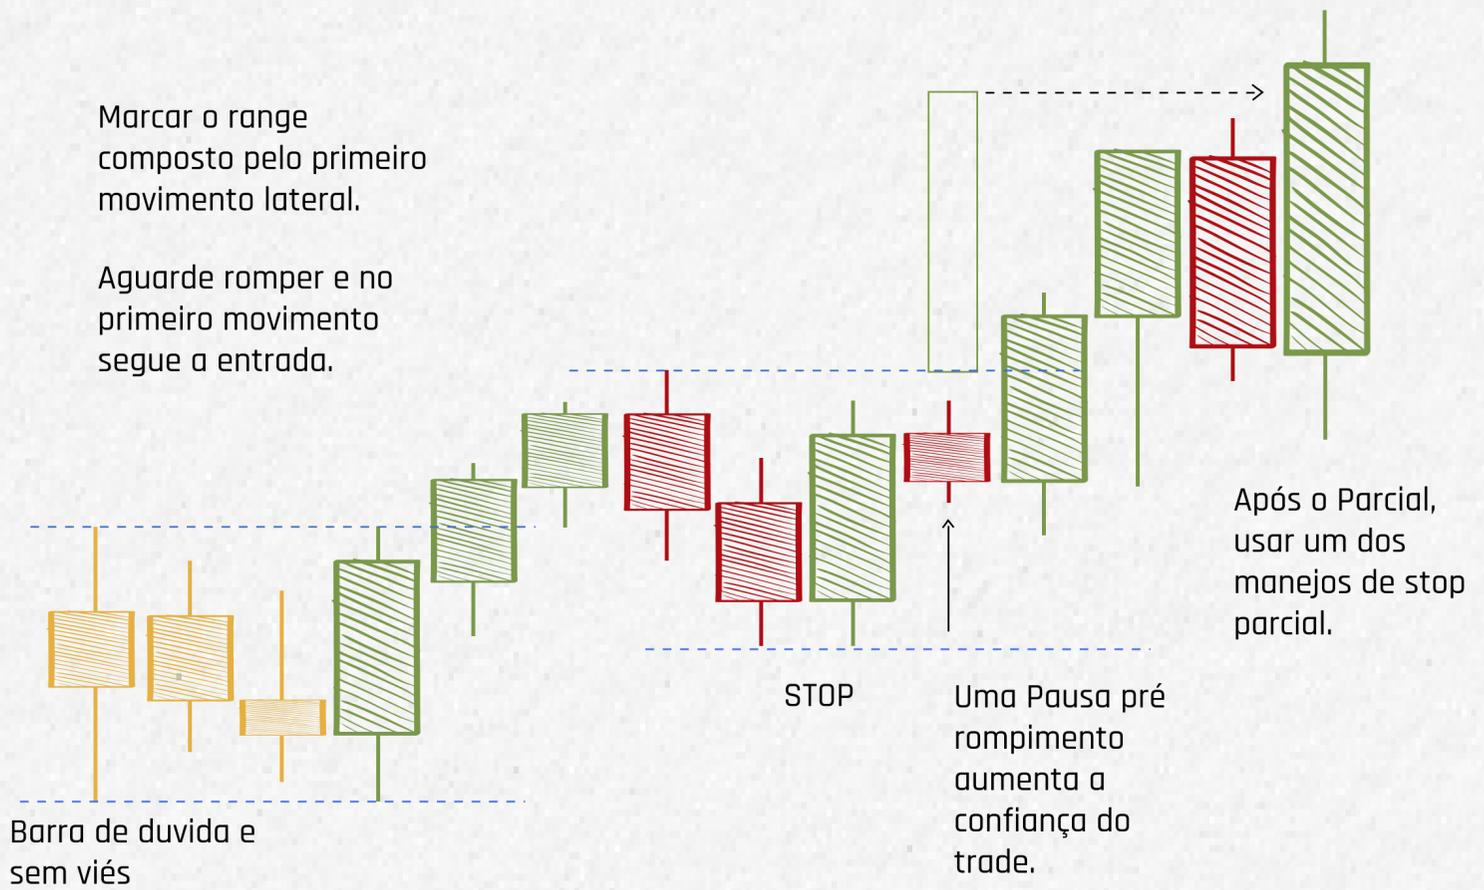 Marcar o range
composto pelo primeiro
movimento lateral.
Aguarde romper e no
primeiro movimento
segue a entrada.
Após o Parcial,
usar um dos
manejos de stop
parcial.
STOP
Uma Pausa pré
rompimento
aumenta a
confiança do
trade.
Barra de duvida e
sem viés